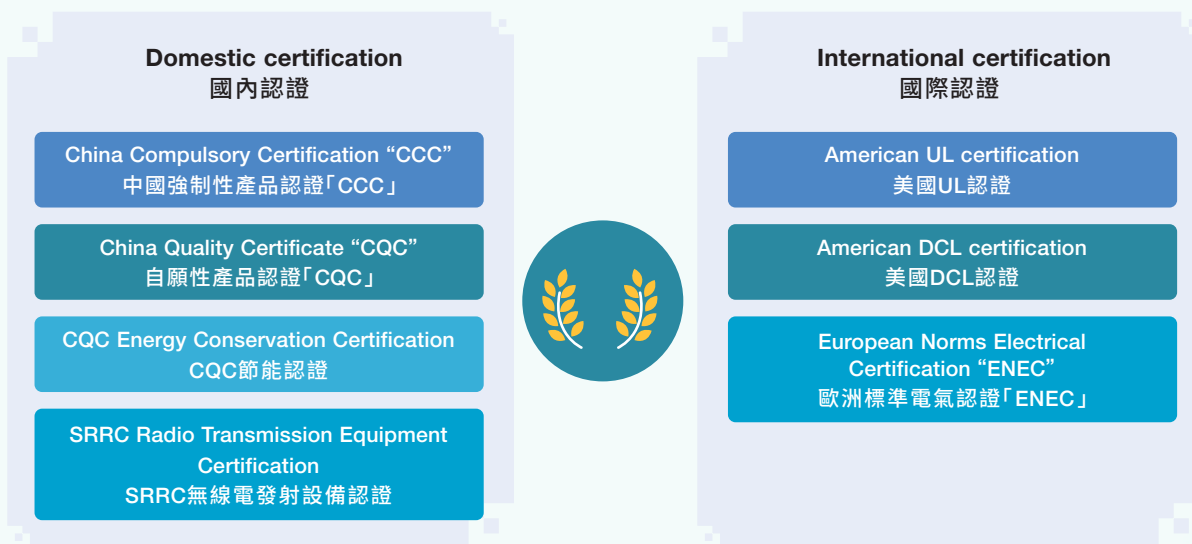 Domestic certification
國內認證
China Compulsory Certification “CCC”
中國強制性產品認證「CCC」
China Quality Certificate “CQC”
自願性產品認證「CQC」
CQC Energy Conservation Certification
CQC節能認證
SRRC Radio Transmission Equipment
Certification
SRRC無線電發射設備認證
International certification
國際認證
American UL certification
美國UL認證
American DCL certification
美國DCL認證
European Norms Electrical
Certification “ENEC”
歐洲標準電氣認證「ENEC」